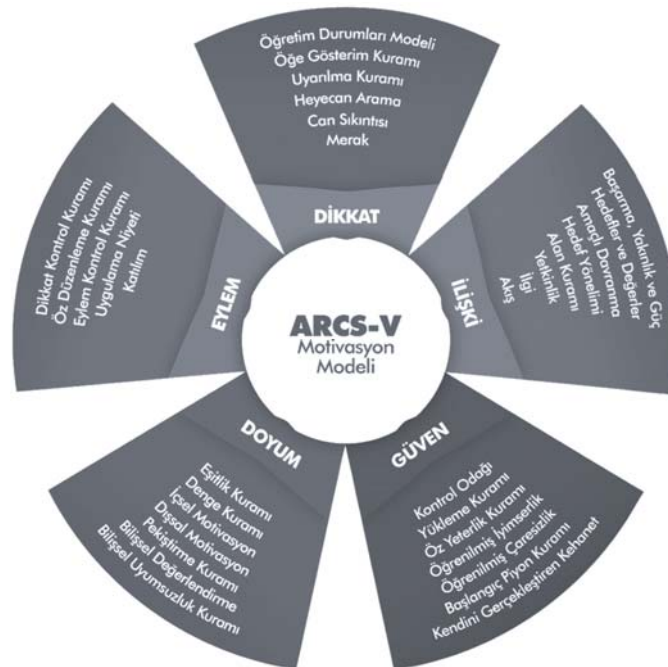 Öğretim Durumları Modeli
Öğe Gösterim Kuramı
Uyarılma Kuramı
Heyecan Arama
Can Sıkıntısı
Merak
DİKKAT
Başarma, Yakınlık ve Güç
Hedefler ve Değerler
Amaçlı Davranma
Hedef Yönelimi
Alan Kuramı
Yetkinlik
İlgi
Akış
İLİŞKİ
Kontrol Odağı
Yükleme Kuramı
Öz Yeterlik Kuramı
Öğrenilmiş İyimserlik
Öğrenilmiş Çaresizlik
Başlangıç Piyon Kuramı
Kendini Gerçekleştiren Kehanet
GÜVEN
Eşitlik Kuramı
Denge Kuramı
İçsel Motivasyon
Dışsal Motivasyon
Pekiştirme Kuramı
Bilişsel Değerlendirme
Bilişsel Uyumsuzluk Kuramı
DOYUM
Dikkat Kontrol Kuramı
Öz Düzenleme Kuramı
Eylem Kontrol Kuramı
Uygulama Niyeti
Katılım
EYLEM
ARCS-V
Motivasyon
Modeli